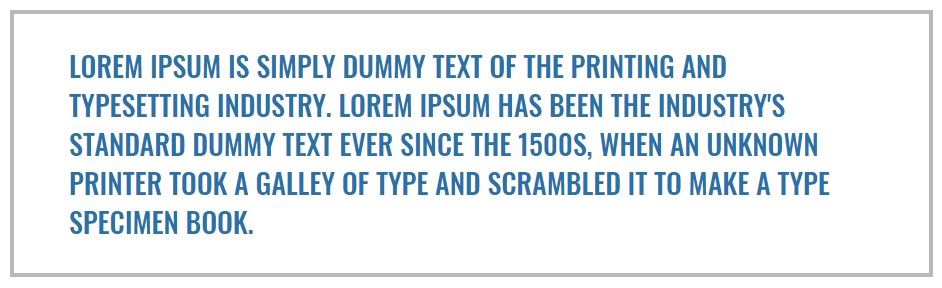 LOREM IPSUM IS SIMPLY DUMMY TEXT OF THE PRINTING AND
TYPESETTING INDUSTRY. LOREM IPSUM HAS BEEN THE INDUSTRY'S
STANDARD DUMMY TEXT EVER SINCE THE 1500S, WHEN AN UNKNOWN
PRINTER TOOK A GALLEY OF TYPE AND SCRAMBLED IT TO MAKE A TYPE
SPECIMEN BOOK.